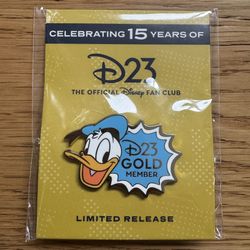 CELEBRATING 15 YEARS OF
D23
THE OFFICIAL Disney FAN CLUB
D23
GOLD
MEMBER
LIMITED RELEASE